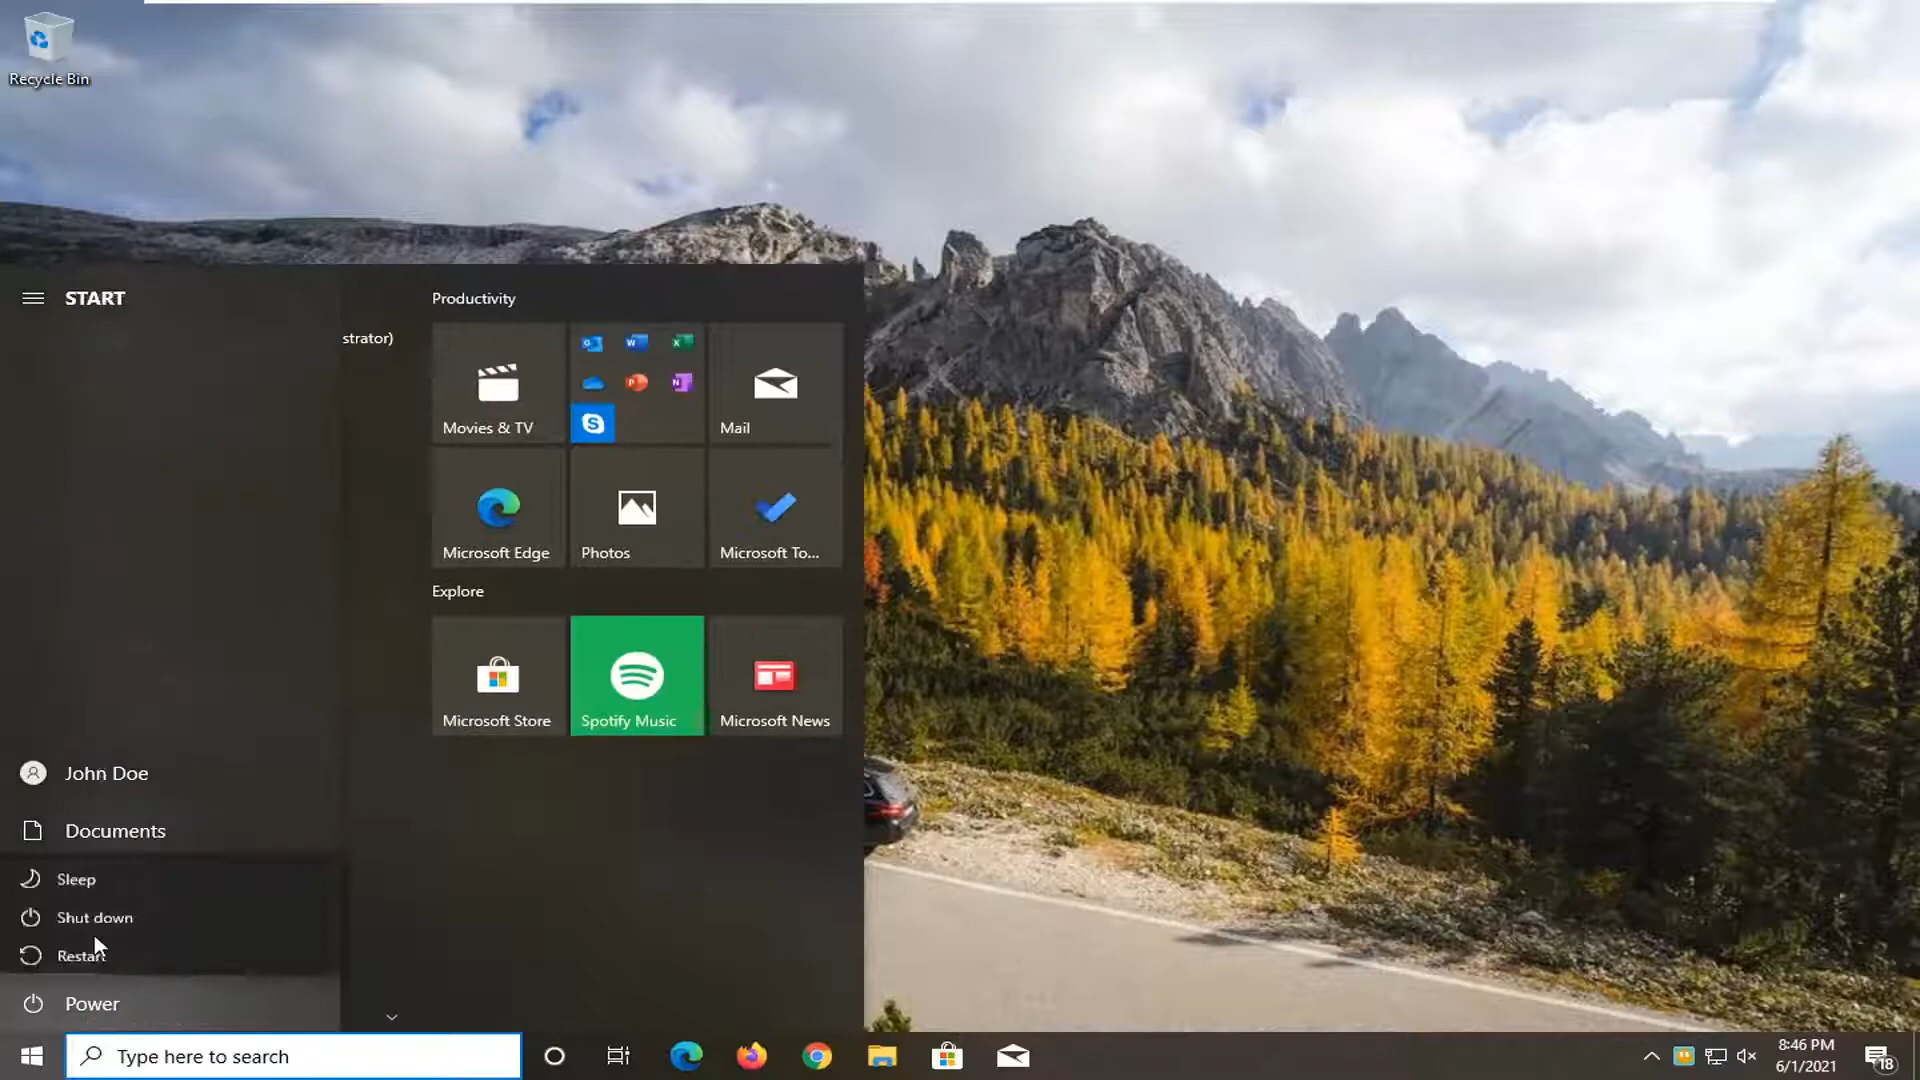 Recycle Bin
START
strator)
Productivity
Movies & TV
Mail
Microsoft Edge
Photos
Microsoft To...
Explore
Microsoft Store
Spotify Music
Microsoft News
John Doe
Documents
Sleep
Shut down
Restart
Power
Type here to search
8:46 PM
6/1/2021
18